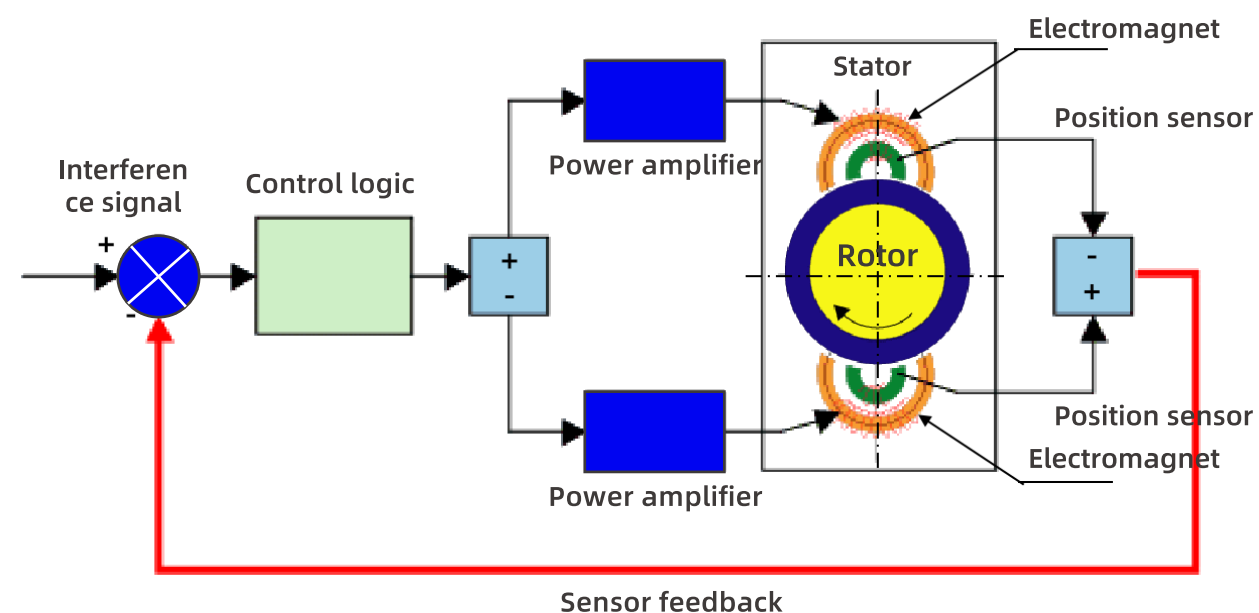 Electromagnet
Stator
Position sensor
Power amplifier
Interferen
ce signal
Control logic
+
-
+
-
Rotor
-
+
Position sensor
Electromagnet
Power amplifier
Sensor feedback